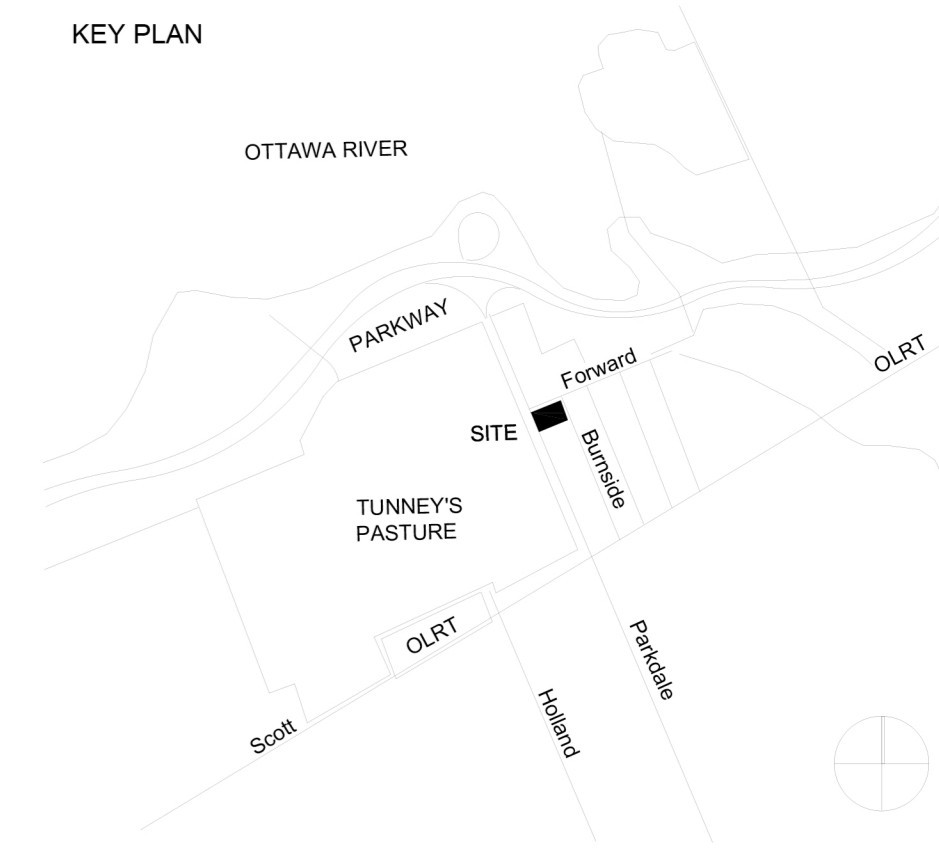 KEY PLAN
OTTAWA RIVER
PARKWAY
OLRT
Forward
SITE
Burnside
TUNNEY'S
PASTURE
OLRT
Parkdale
Holland
Scott